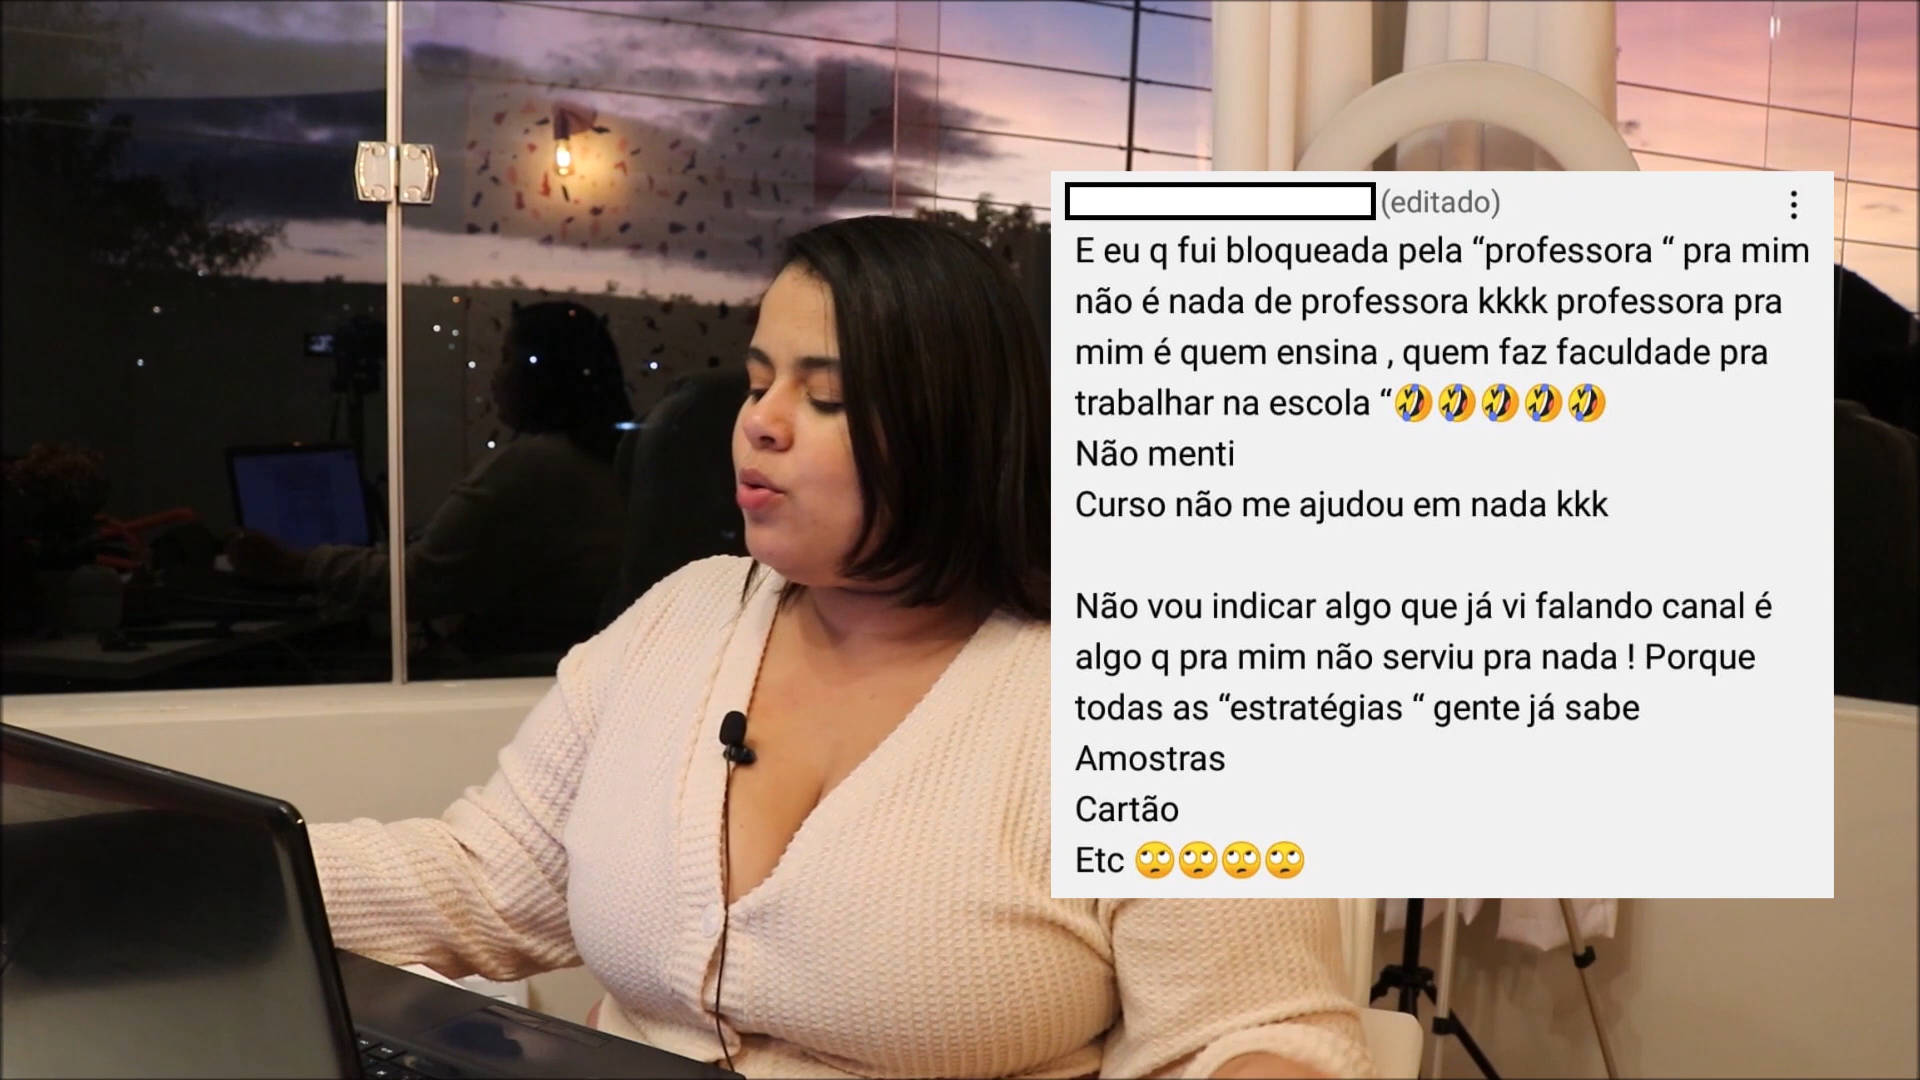 (editado)
E eu q fui bloqueada pela “professora “ pra mim
não é nada de professora kkkk professora pra
mim é quem ensina , quem faz faculdade pra
trabalhar na escola “🤣🤣🤣🤣🤣
Não menti
Curso não me ajudou em nada kkk
Não vou indicar algo que já vi falando canal é
algo q pra mim não serviu pra nada ! Porque
todas as “estratégias “ gente já sabe
Amostras
Cartão
Etc 🙄🙄🙄🙄